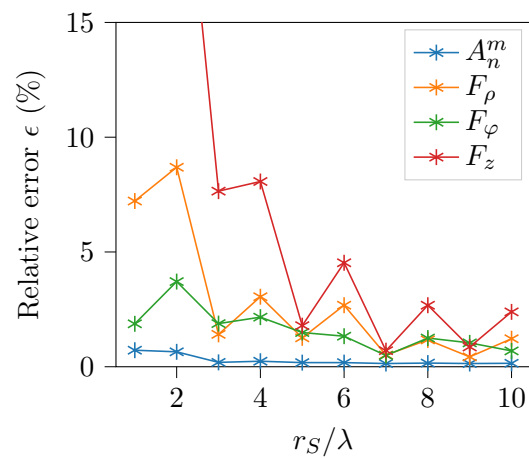 15
10
5
0
Relative error ϵ (%)
2
4
6
8
10
r_S/λ
A_n^m
F_ρ
F_φ
F_z